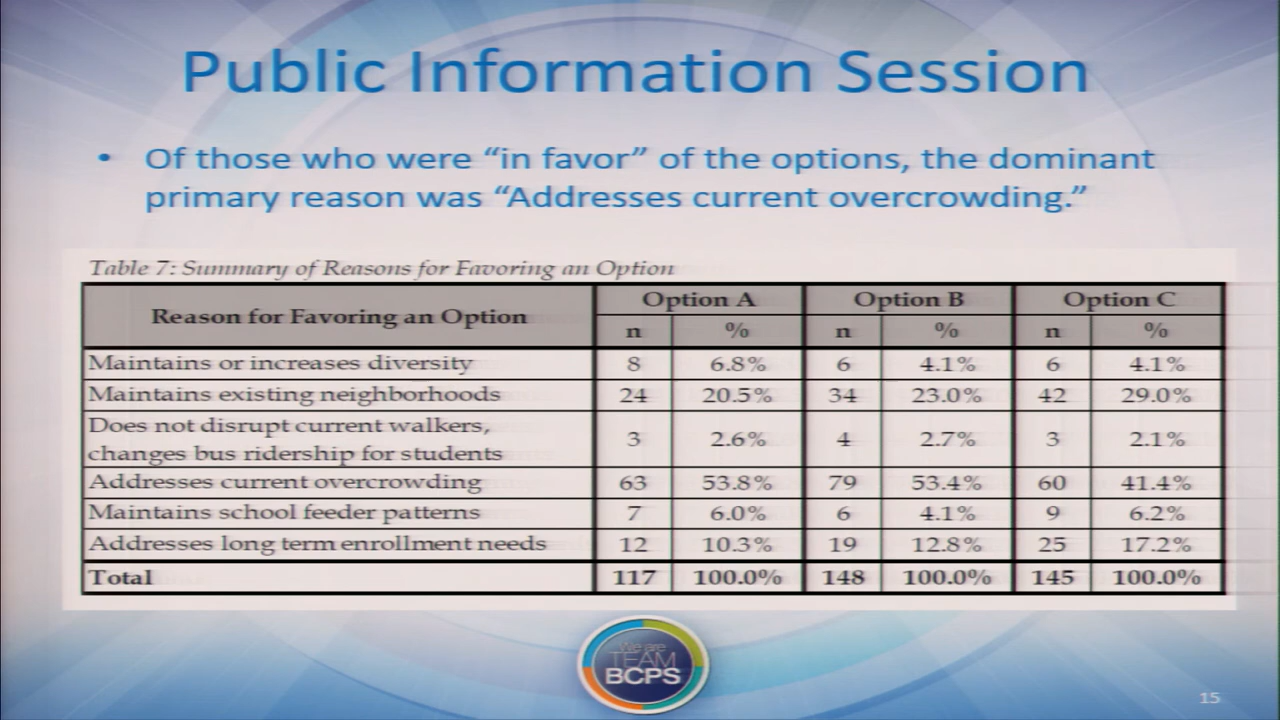 Public Information Session
• Of those who were “in favor” of the options, the dominant
primary reason was “Addresses current overcrowding.”
Table 7: Summary of Reasons for Favoring an Option
Reason for Favoring an Option Option A Option B Option C
n % n % n %
Maintains or increases diversity 8 6.8% 6 4.1% 6 4.1%
Maintains existing neighborhoods 24 20.5% 34 23.0% 42 29.0%
Does not disrupt current walkers,
changes bus ridership for students 3 2.6% 4 2.7% 3 2.1%
Addresses current overcrowding 63 53.8% 79 53.4% 60 41.4%
Maintains school feeder patterns 7 6.0% 6 4.1% 9 6.2%
Addresses long term enrollment needs 12 10.3% 19 12.8% 25 17.2%
Total 117 100.0% 148 100.0% 145 100.0%
We are
TEAM
BCPS
15